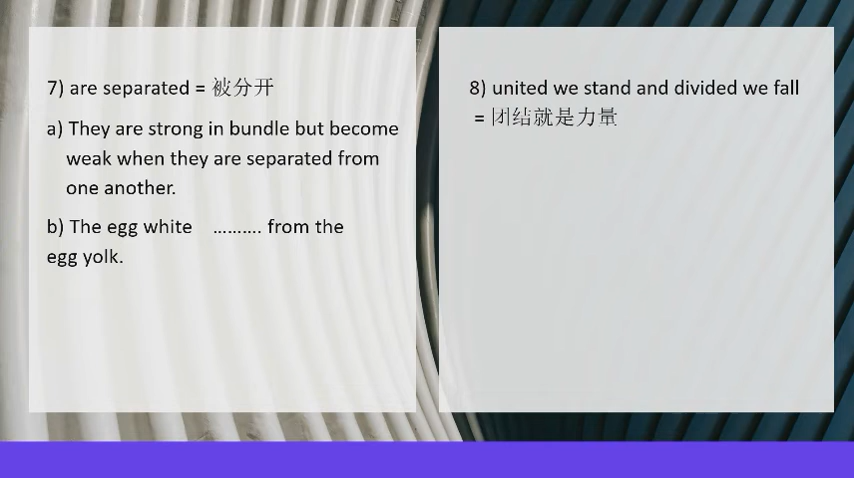 7) are separated = 被分开
a) They are strong in bundle but become
weak when they are separated from
one another.
b) The egg white ………. from the
egg yolk.
8) united we stand and divided we fall
= 团结就是力量